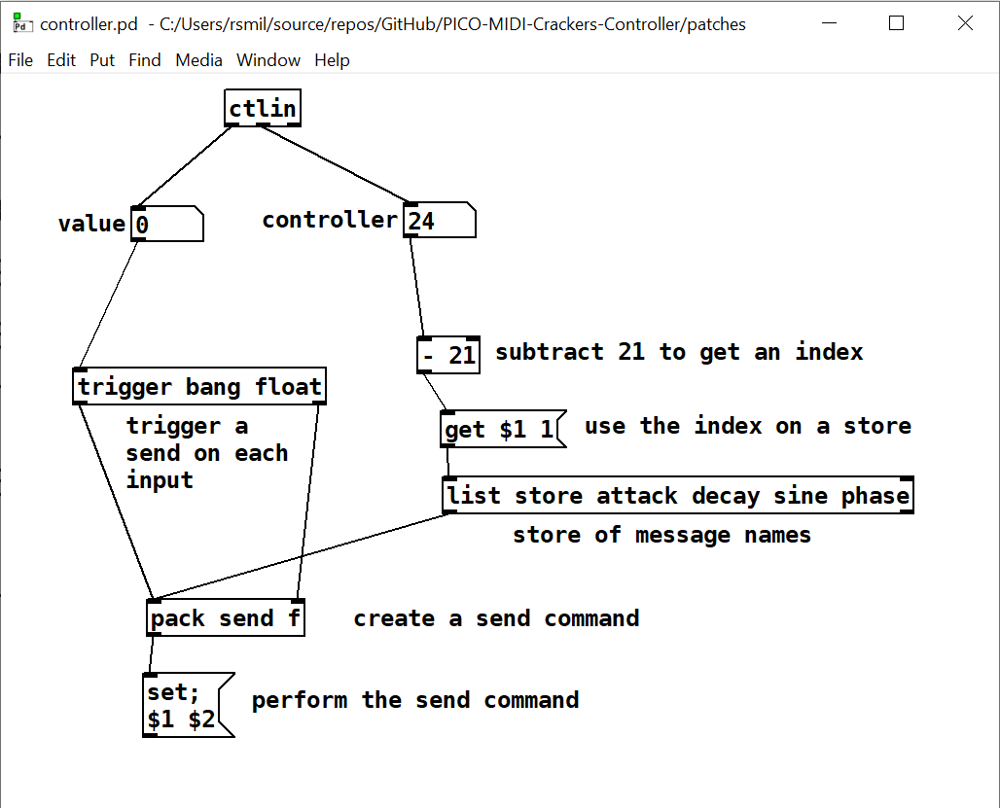 controller.pd - C:/Users/rsmil/source/repos/GitHub/PICO-MIDI-Crackers-Controller/patches
File Edit Put Find Media Window Help
ctlin
value 0
controller 24
- 21
subtract 21 to get an index
trigger bang float
trigger a
send on each
input
get $1 1
use the index on a store
list store attack decay sine phase
store of message names
pack send f
create a send command
set;
$1 $2
perform the send command